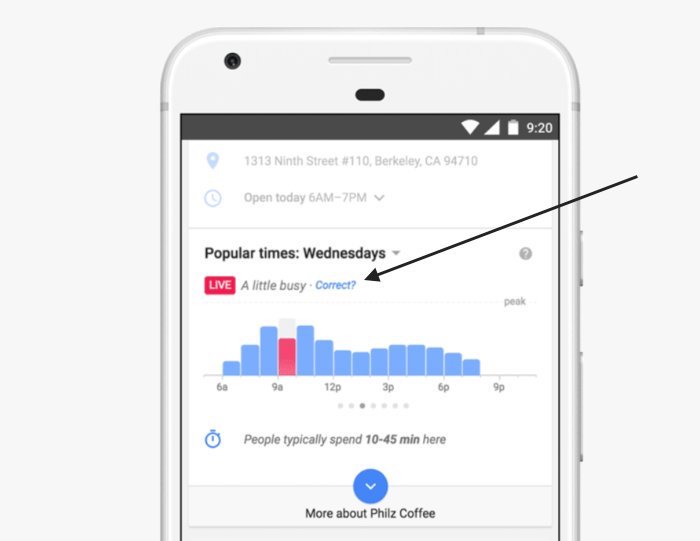 9:20
1313 Ninth Street #110, Berkeley, CA 94710
Open today 6AM–7PM
Popular times: Wednesdays ?
LIVE A little busy · Correct?
peak
6a 9a 12p 3p 6p 9p
People typically spend 10-45 min here
More about Philz Coffee